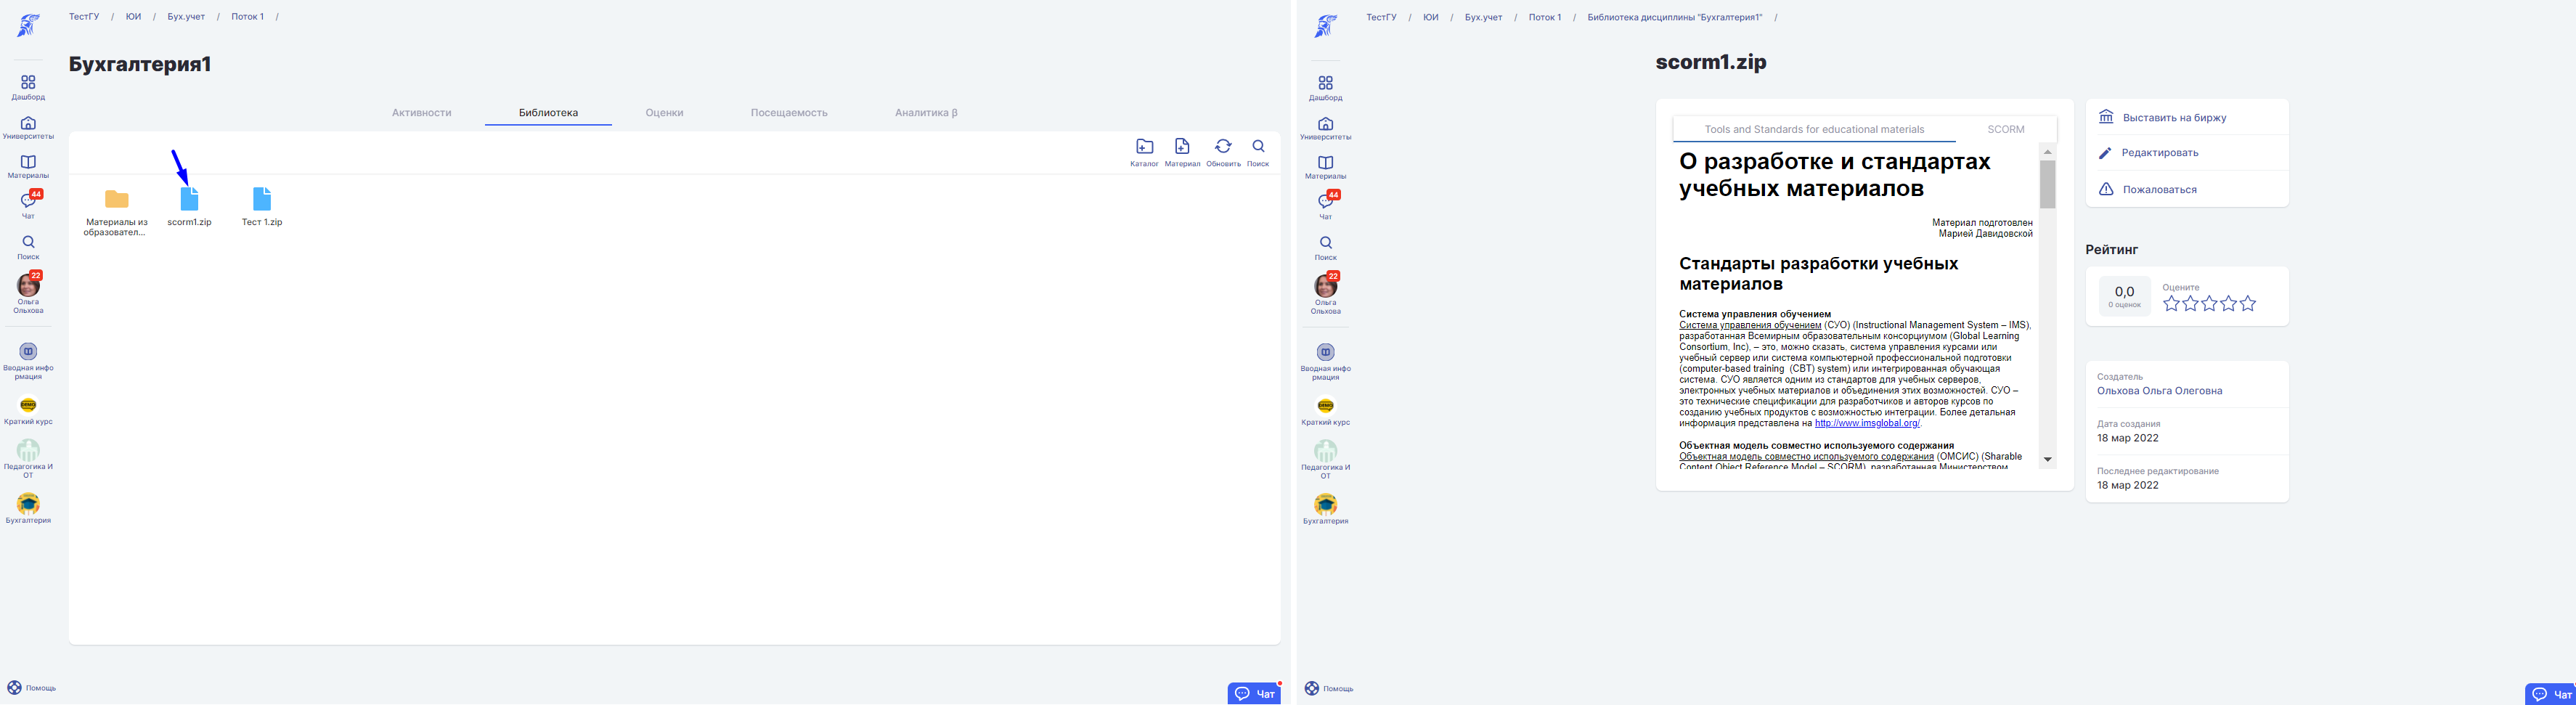 ТестГУ / ЮИ / Бух.учет / Поток 1 /
Бухгалтерия1
Дашборд
Университеты
Материалы
44
Чат
Поиск
22
Ольга
Ольхова
Вводная инфо
рмация
Краткий курс
Педагогика И
ОТ
Бухгалтерия
Помощь
Активности
Библиотека
Оценки
Посещаемость
Аналитика β
Каталог
Материал
Обновить
Поиск
Материалы из
образовател...
scorm1.zip
Тест 1.zip
Чат
ТестГУ / ЮИ / Бух.учет / Поток 1 / Библиотека дисциплины "Бухгалтерия1" /
scorm1.zip
Дашборд
Университеты
Материалы
44
Чат
Поиск
22
Ольга
Ольхова
Вводная инфо
рмация
Краткий курс
Педагогика И
ОТ
Бухгалтерия
Помощь
Tools and Standards for educational materials
SCORM
О разработке и стандартах
учебных материалов
Материал подготовлен
Марией Давидовской
Стандарты разработки учебных
материалов
Система управления обучением
Система управления обучением (СУО) (Instructional Management System – IMS),
разработанная Всемирным образовательным консорциумом (Global Learning
Consortium, Inc), – это, можно сказать, система управления курсами или
учебный сервер или система компьютерной профессиональной подготовки
(computer-based training (CBT) system) или интегрированная обучающая
система. СУО является одним из стандартов для учебных серверов,
электронных учебных материалов и объединения этих возможностей. СУО –
это технические спецификации для разработчиков и авторов курсов по
созданию учебных продуктов с возможностью интеграции. Более детальная
информация представлена на http://www.imsglobal.org/.
Объектная модель совместно используемого содержания
Объектная модель совместно используемого содержания (ОМСИС) (Sharable
Content Object Reference Model – SCORM), разработанная Министерством
Выставить на биржу
Редактировать
Пожаловаться
Рейтинг
0,0
0 оценок
Оцените
Создатель
Ольхова Ольга Олеговна
Дата создания
18 мар 2022
Последнее редактирование
18 мар 2022
Чат